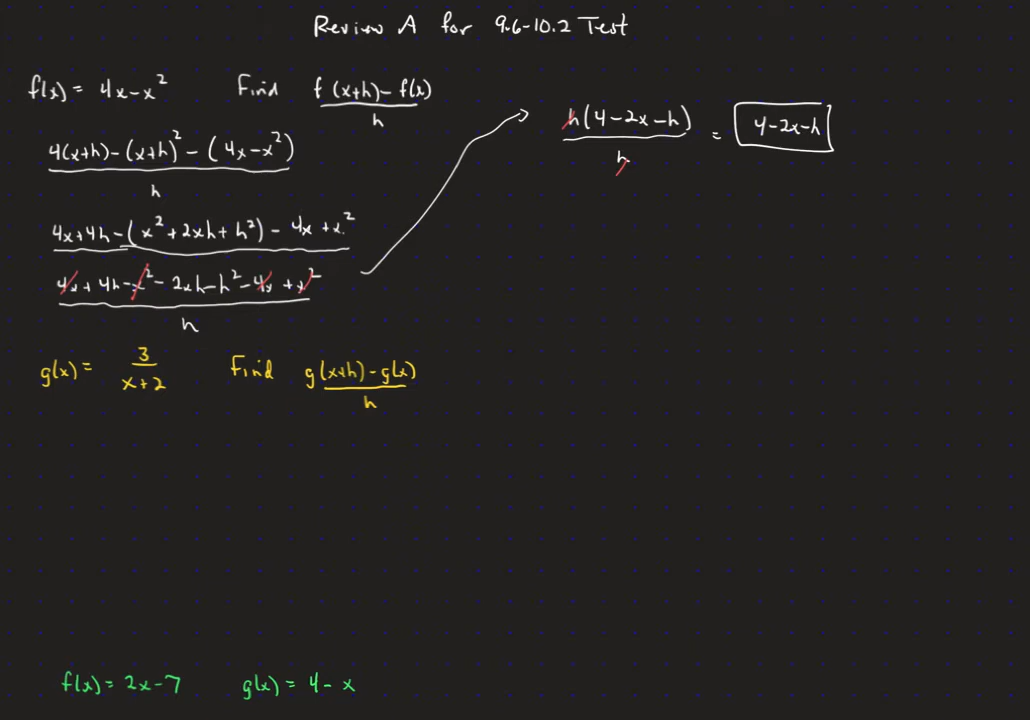 Review A for 9.6-10.2 Test
f(x) = 4x-x² Find f(x+h)-f(x)
h
4(x+h)-(x+h)²-(4x-x²)
h
4x+4h-(x²+2xh+h²)-4x+x²
4x+4h-x²-2xh-h²-4x+x²
h
h(4-2x-h) = 4-2x-h
h
g(x) = 3/(x+2) Find g(x+h)-g(x)
h
f(x) = 2x-7 g(x) = 4-x